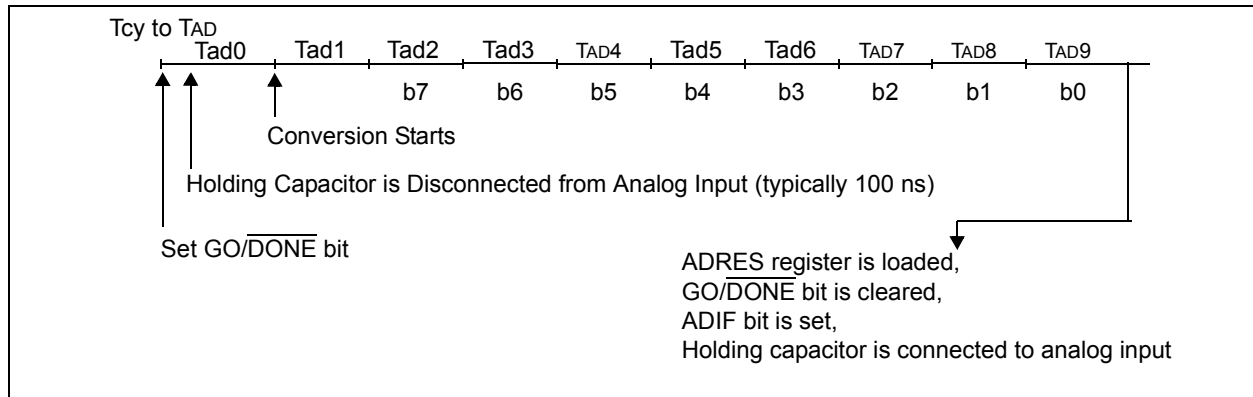 Tcy to TAD
Tad0 Tad1 Tad2 Tad3 TAD4 Tad5 Tad6 TAD7 TAD8 TAD9
b7 b6 b5 b4 b3 b2 b1 b0
Conversion Starts
Holding Capacitor is Disconnected from Analog Input (typically 100 ns)
Set GO/DONE bit
ADRES register is loaded,
GO/DONE bit is cleared,
ADIF bit is set,
Holding capacitor is connected to analog input